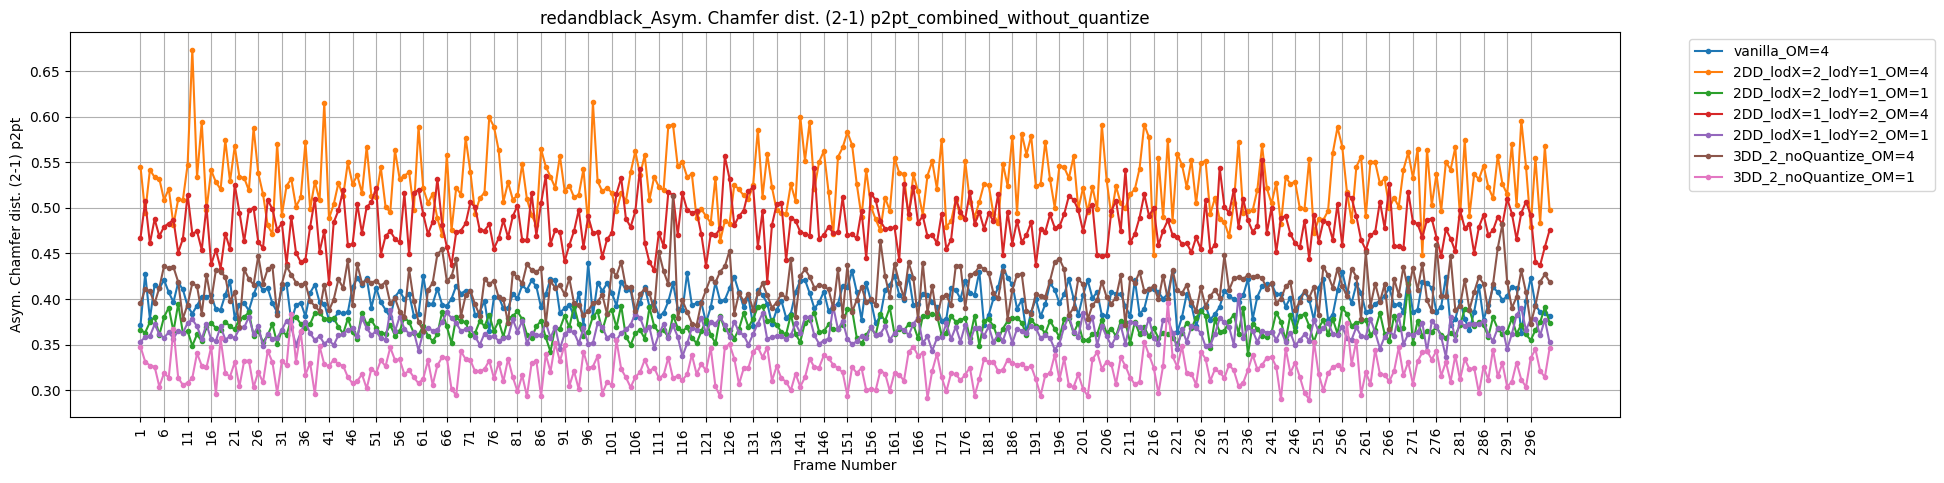 redandblack_Asym. Chamfer dist. (2-1) p2pt_combined_without_quantize
Asym. Chamfer dist. (2-1) p2pt
0.65
0.60
0.55
0.50
0.45
0.40
0.35
0.30
1 6 11 16 21 26 31 36 41 46 51 56 61 66 71 76 81 86 91 96 101 106 111 116 121 126 131 136 141 146 151 156 161 166 171 176 181 186 191 196 201 206 211 216 221 226 231 236 241 246 251 256 261 266 271 276 281 286 291 296
Frame Number
vanilla_OM=4
2DD_lodX=2_lodY=1_OM=4
2DD_lodX=2_lodY=1_OM=1
2DD_lodX=1_lodY=2_OM=4
2DD_lodX=1_lodY=2_OM=1
3DD_2_noQuantize_OM=4
3DD_2_noQuantize_OM=1